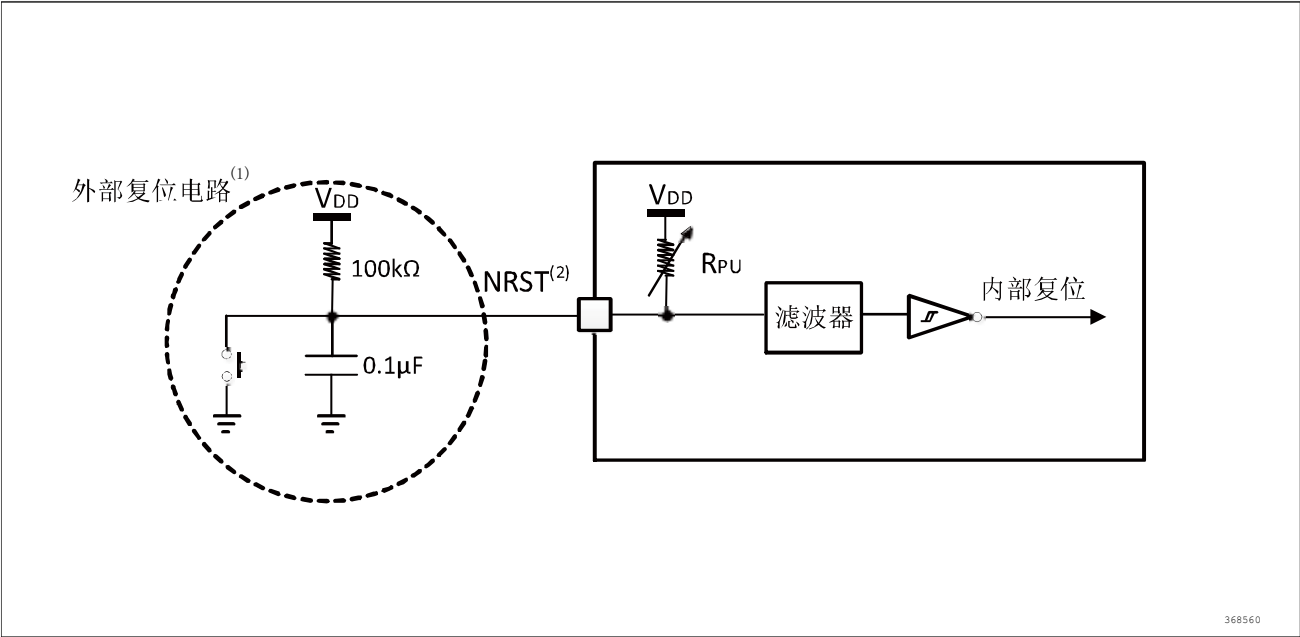 外部复位电路(1)
VDD
100kΩ
0.1μF
NRST(2)
VDD
RPU
滤波器
内部复位
368560